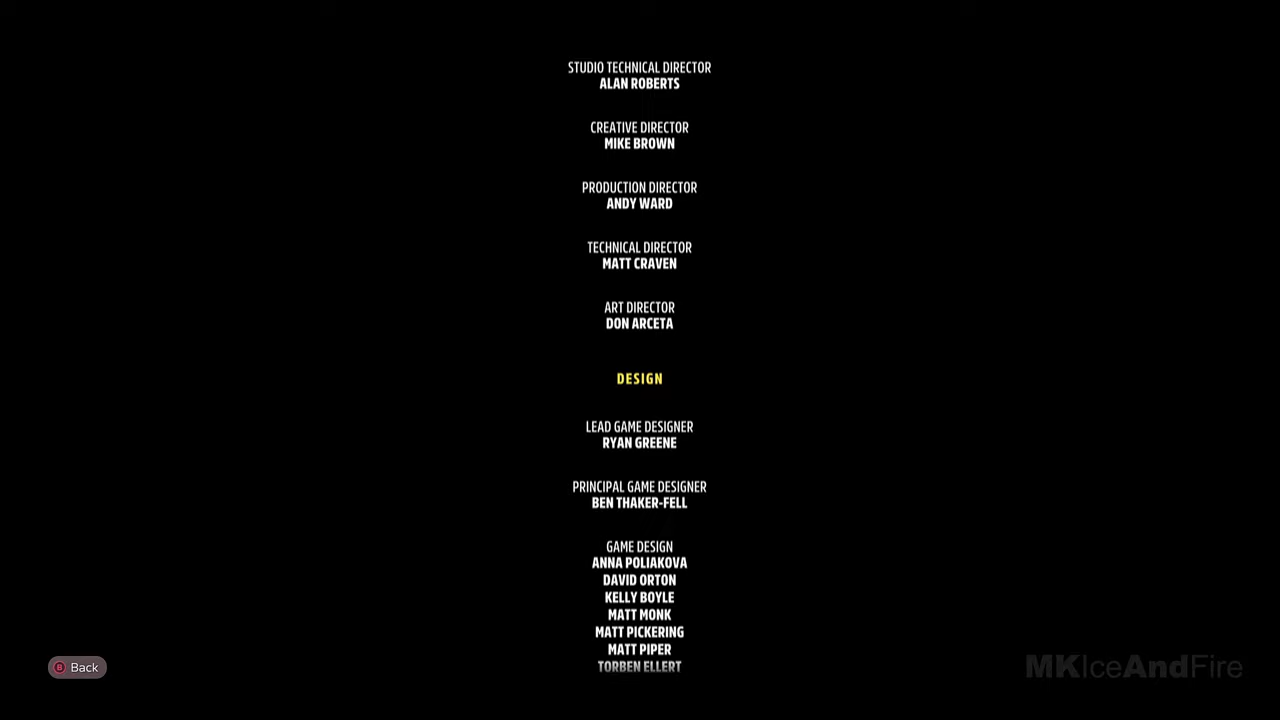 STUDIO TECHNICAL DIRECTOR
ALAN ROBERTS
CREATIVE DIRECTOR
MIKE BROWN
PRODUCTION DIRECTOR
ANDY WARD
TECHNICAL DIRECTOR
MATT CRAVEN
ART DIRECTOR
DON ARCETA
DESIGN
LEAD GAME DESIGNER
RYAN GREENE
PRINCIPAL GAME DESIGNER
BEN THAKER-FELL
GAME DESIGN
ANNA POLIAKOVA
DAVID ORTON
KELLY BOYLE
MATT MONK
MATT PICKERING
MATT PIPER
TORBEN ELLERT
B Back
MKIceAndFire